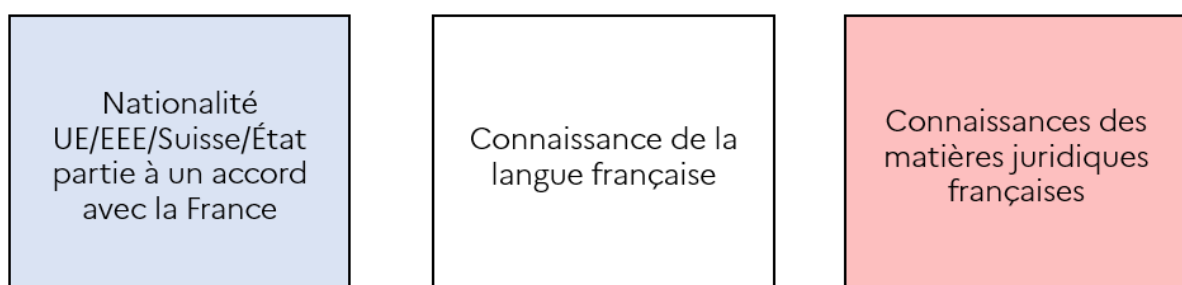 Nationalité
UE/EEE/Suisse/État
partie à un accord
avec la France
Connaissance de la
langue française
Connaissances des
matières juridiques
françaises